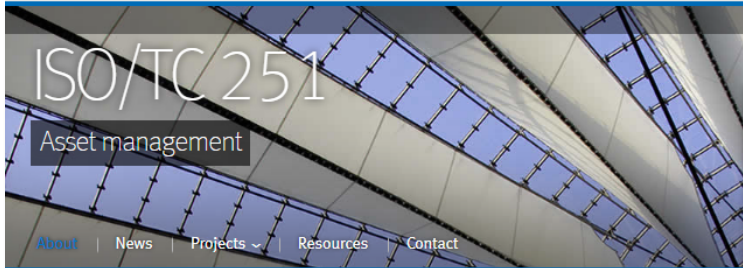 ISO/TC 251
Asset management
About | News | Projects | Resources | Contact